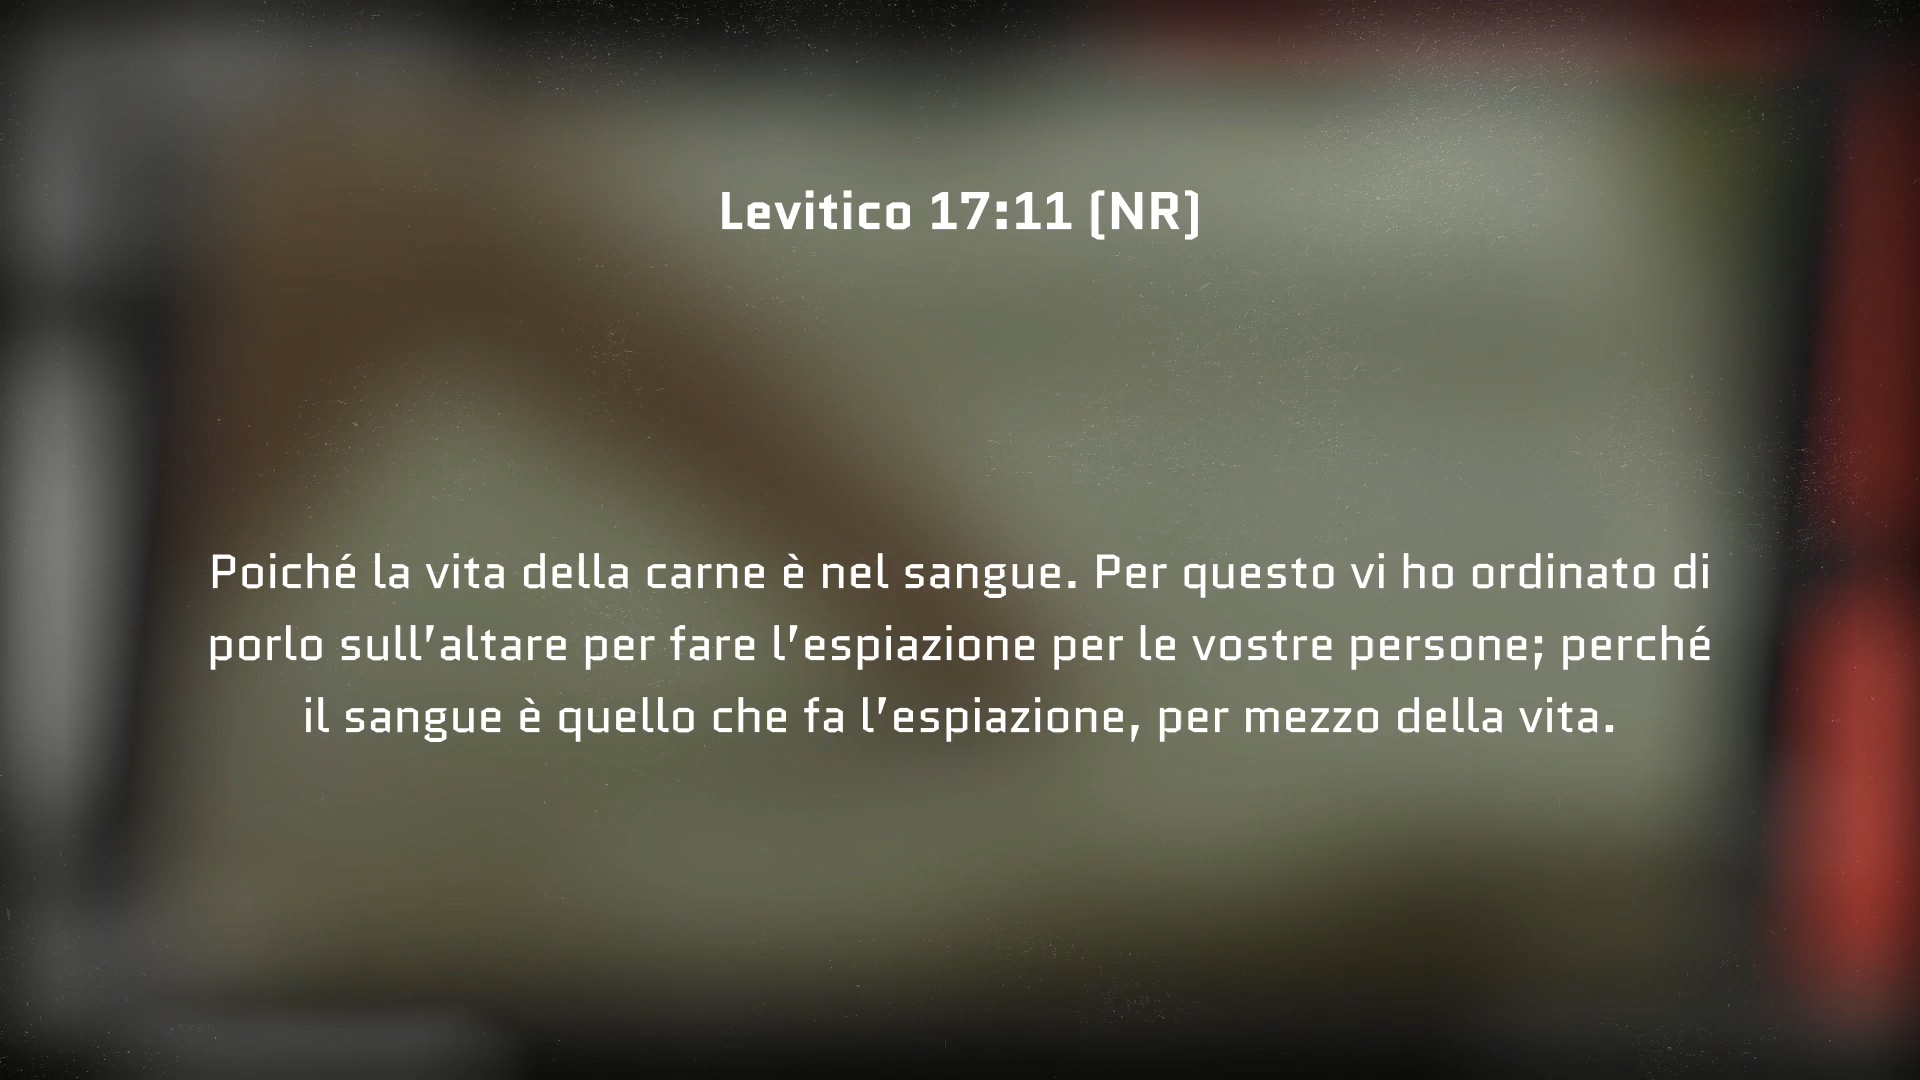 Levitico 17:11 (NR)
Poiché la vita della carne è nel sangue. Per questo vi ho ordinato di
porlo sull’altare per fare l’espiazione per le vostre persone; perché
il sangue è quello che fa l’espiazione, per mezzo della vita.